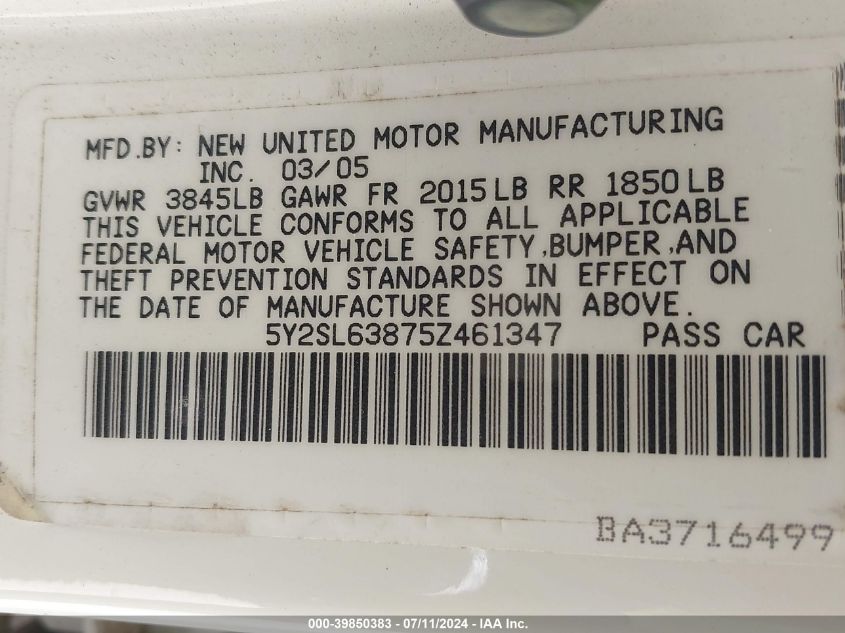 MFD.BY: NEW UNITED MOTOR MANUFACTURING
INC. 03/05
GVWR 3845LB GAWR FR 2015LB RR 1850LB
THIS VEHICLE CONFORMS TO ALL APPLICABLE
FEDERAL MOTOR VEHICLE SAFETY,BUMPER,AND
THEFT PREVENTION STANDARDS IN EFFECT ON
THE DATE OF MANUFACTURE SHOWN ABOVE.
5Y2SL63875Z461347 PASS CAR
BA3716499
000-39850383 - 07/11/2024 - IAA Inc.